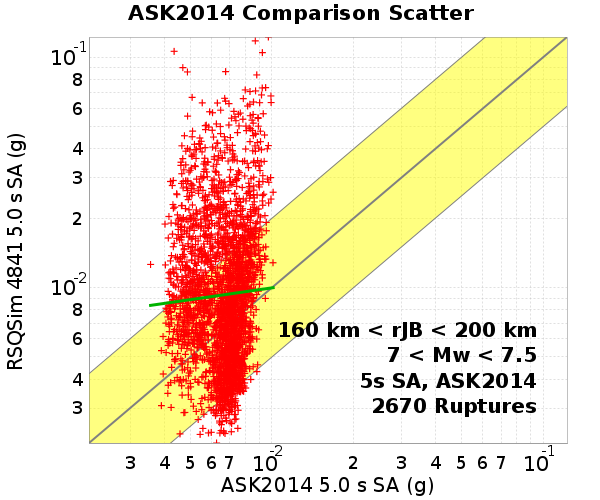 ASK2014 Comparison Scatter
RSQSim 4841 5.0 s SA (g)
10-1
8
6
4
3
2
10-2
8
6
4
3
160 km < rJB < 200 km
7 < Mw < 7.5
5s SA, ASK2014
2670 Ruptures
3 4 5 6 7 10-2 2 3 4 5 6 7 10-1
ASK2014 5.0 s SA (g)